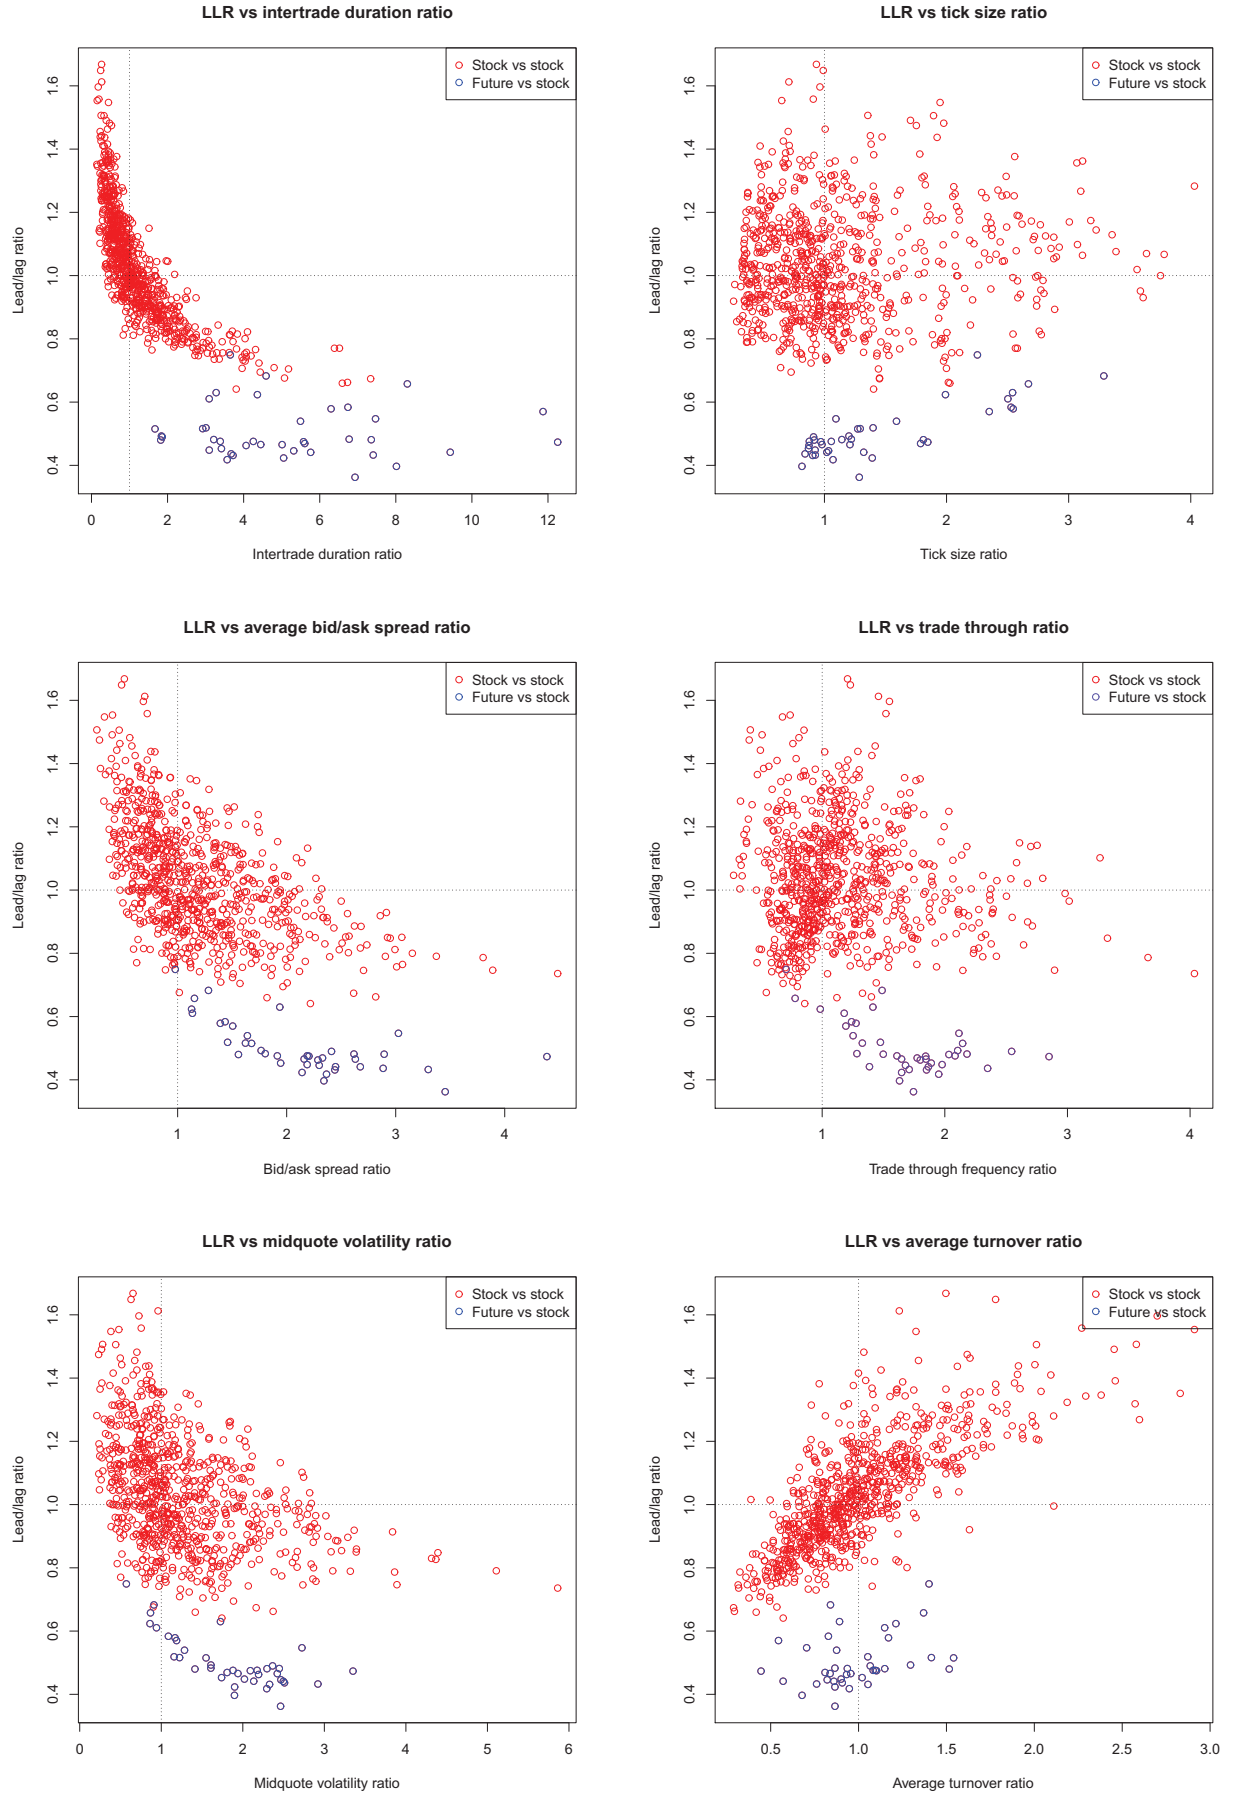 LLR vs intertrade duration ratio
Stock vs stock
Future vs stock
Lead/lag ratio
0.4 0.6 0.8 1.0 1.2 1.4 1.6
0 2 4 6 8 10 12
Intertrade duration ratio
LLR vs tick size ratio
Stock vs stock
Future vs stock
Lead/lag ratio
0.4 0.6 0.8 1.0 1.2 1.4 1.6
1 2 3 4
Tick size ratio
LLR vs average bid/ask spread ratio
Stock vs stock
Future vs stock
Lead/lag ratio
0.4 0.6 0.8 1.0 1.2 1.4 1.6
1 2 3 4
Bid/ask spread ratio
LLR vs trade through ratio
Stock vs stock
Future vs stock
Lead/lag ratio
0.4 0.6 0.8 1.0 1.2 1.4 1.6
1 2 3 4
Trade through frequency ratio
LLR vs midquote volatility ratio
Stock vs stock
Future vs stock
Lead/lag ratio
0.4 0.6 0.8 1.0 1.2 1.4 1.6
0 1 2 3 4 5 6
Midquote volatility ratio
LLR vs average turnover ratio
Stock vs stock
Future vs stock
Lead/lag ratio
0.4 0.6 0.8 1.0 1.2 1.4 1.6
0.5 1.0 1.5 2.0 2.5 3.0
Average turnover ratio